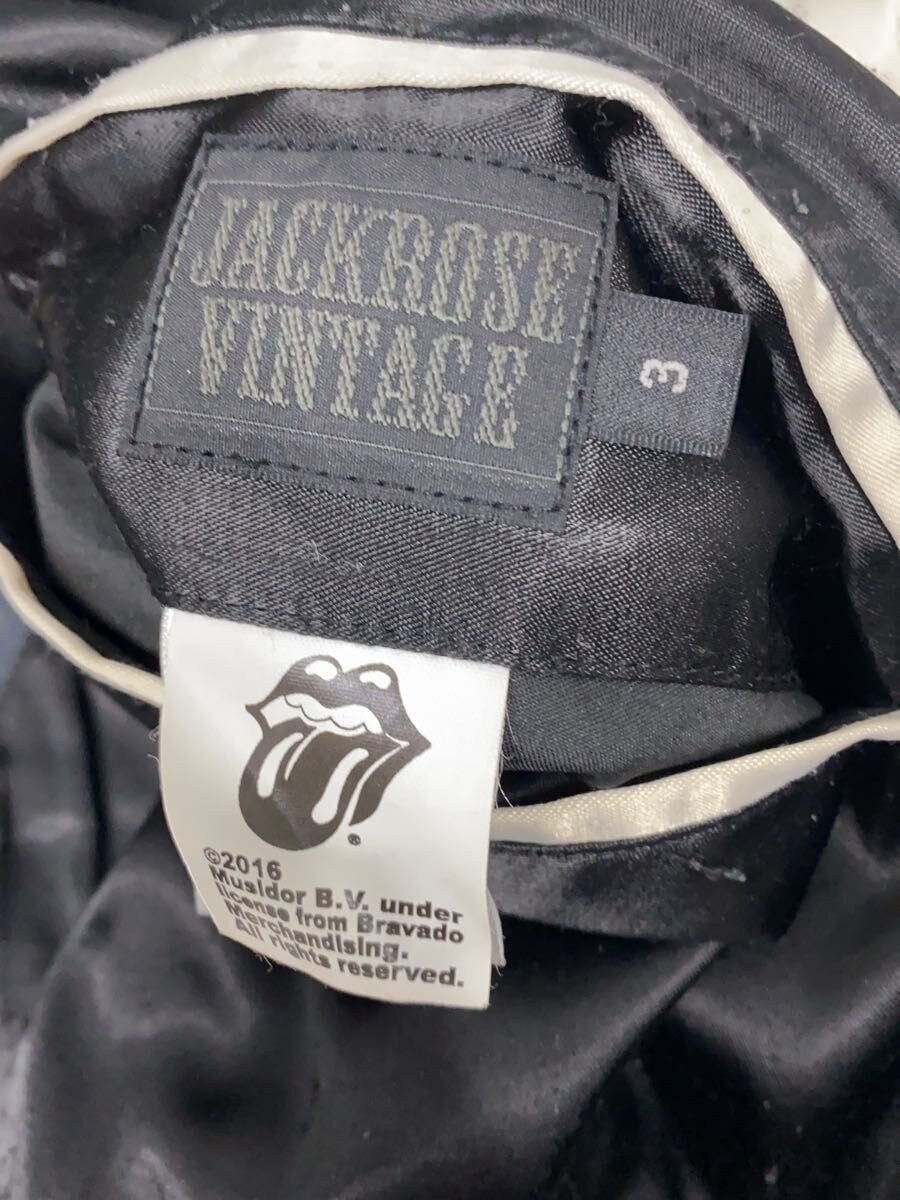 JACKROSE
VINTAGE
3
®
©2016
Musidor B.V. under
license from Bravado
Merchandising.
All rights reserved.